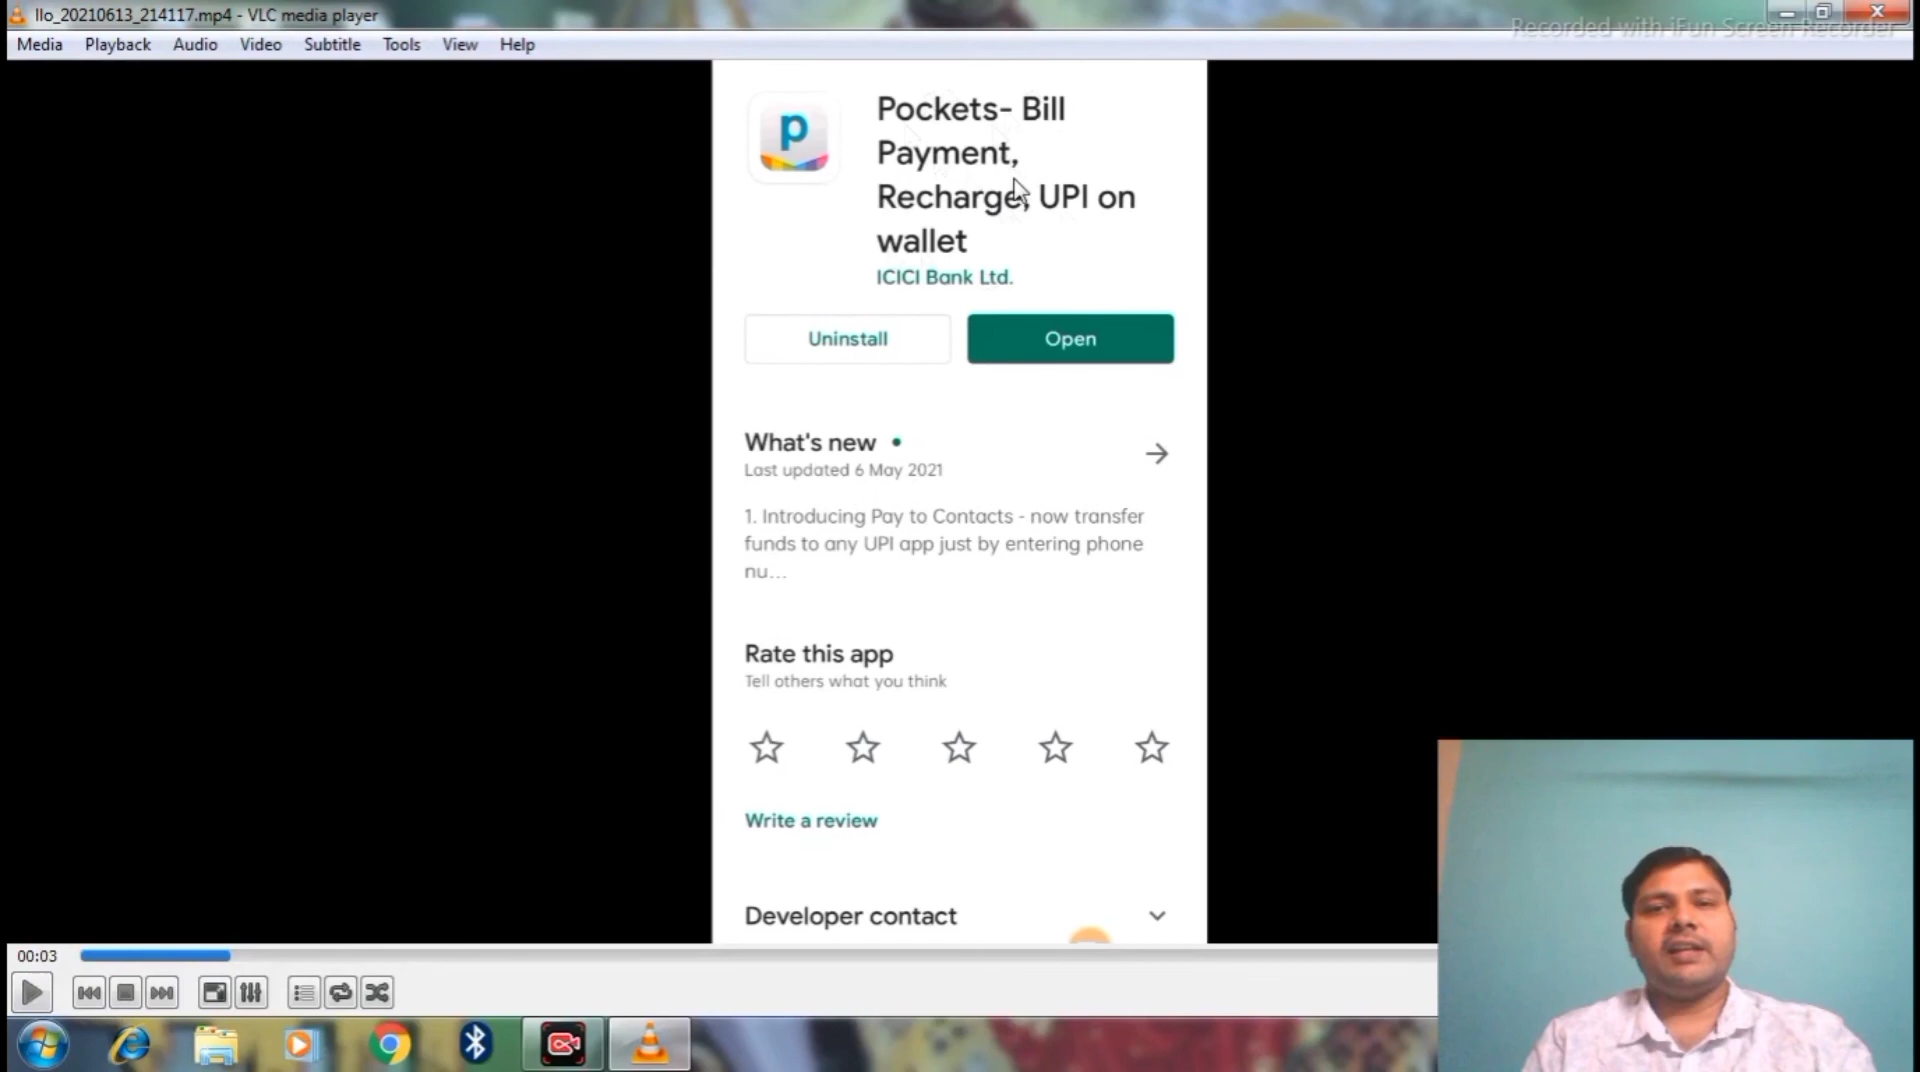 llo_20210613_214117.mp4 - VLC media player
Recorded with iFun Screen Recorder
Media Playback Audio Video Subtitle Tools View Help
p
Pockets- Bill
Payment,
Recharge, UPI on
wallet
ICICI Bank Ltd.
Uninstall
Open
What's new
Last updated 6 May 2021
1. Introducing Pay to Contacts - now transfer
funds to any UPI app just by entering phone
nu...
Rate this app
Tell others what you think
Write a review
Developer contact
00:03